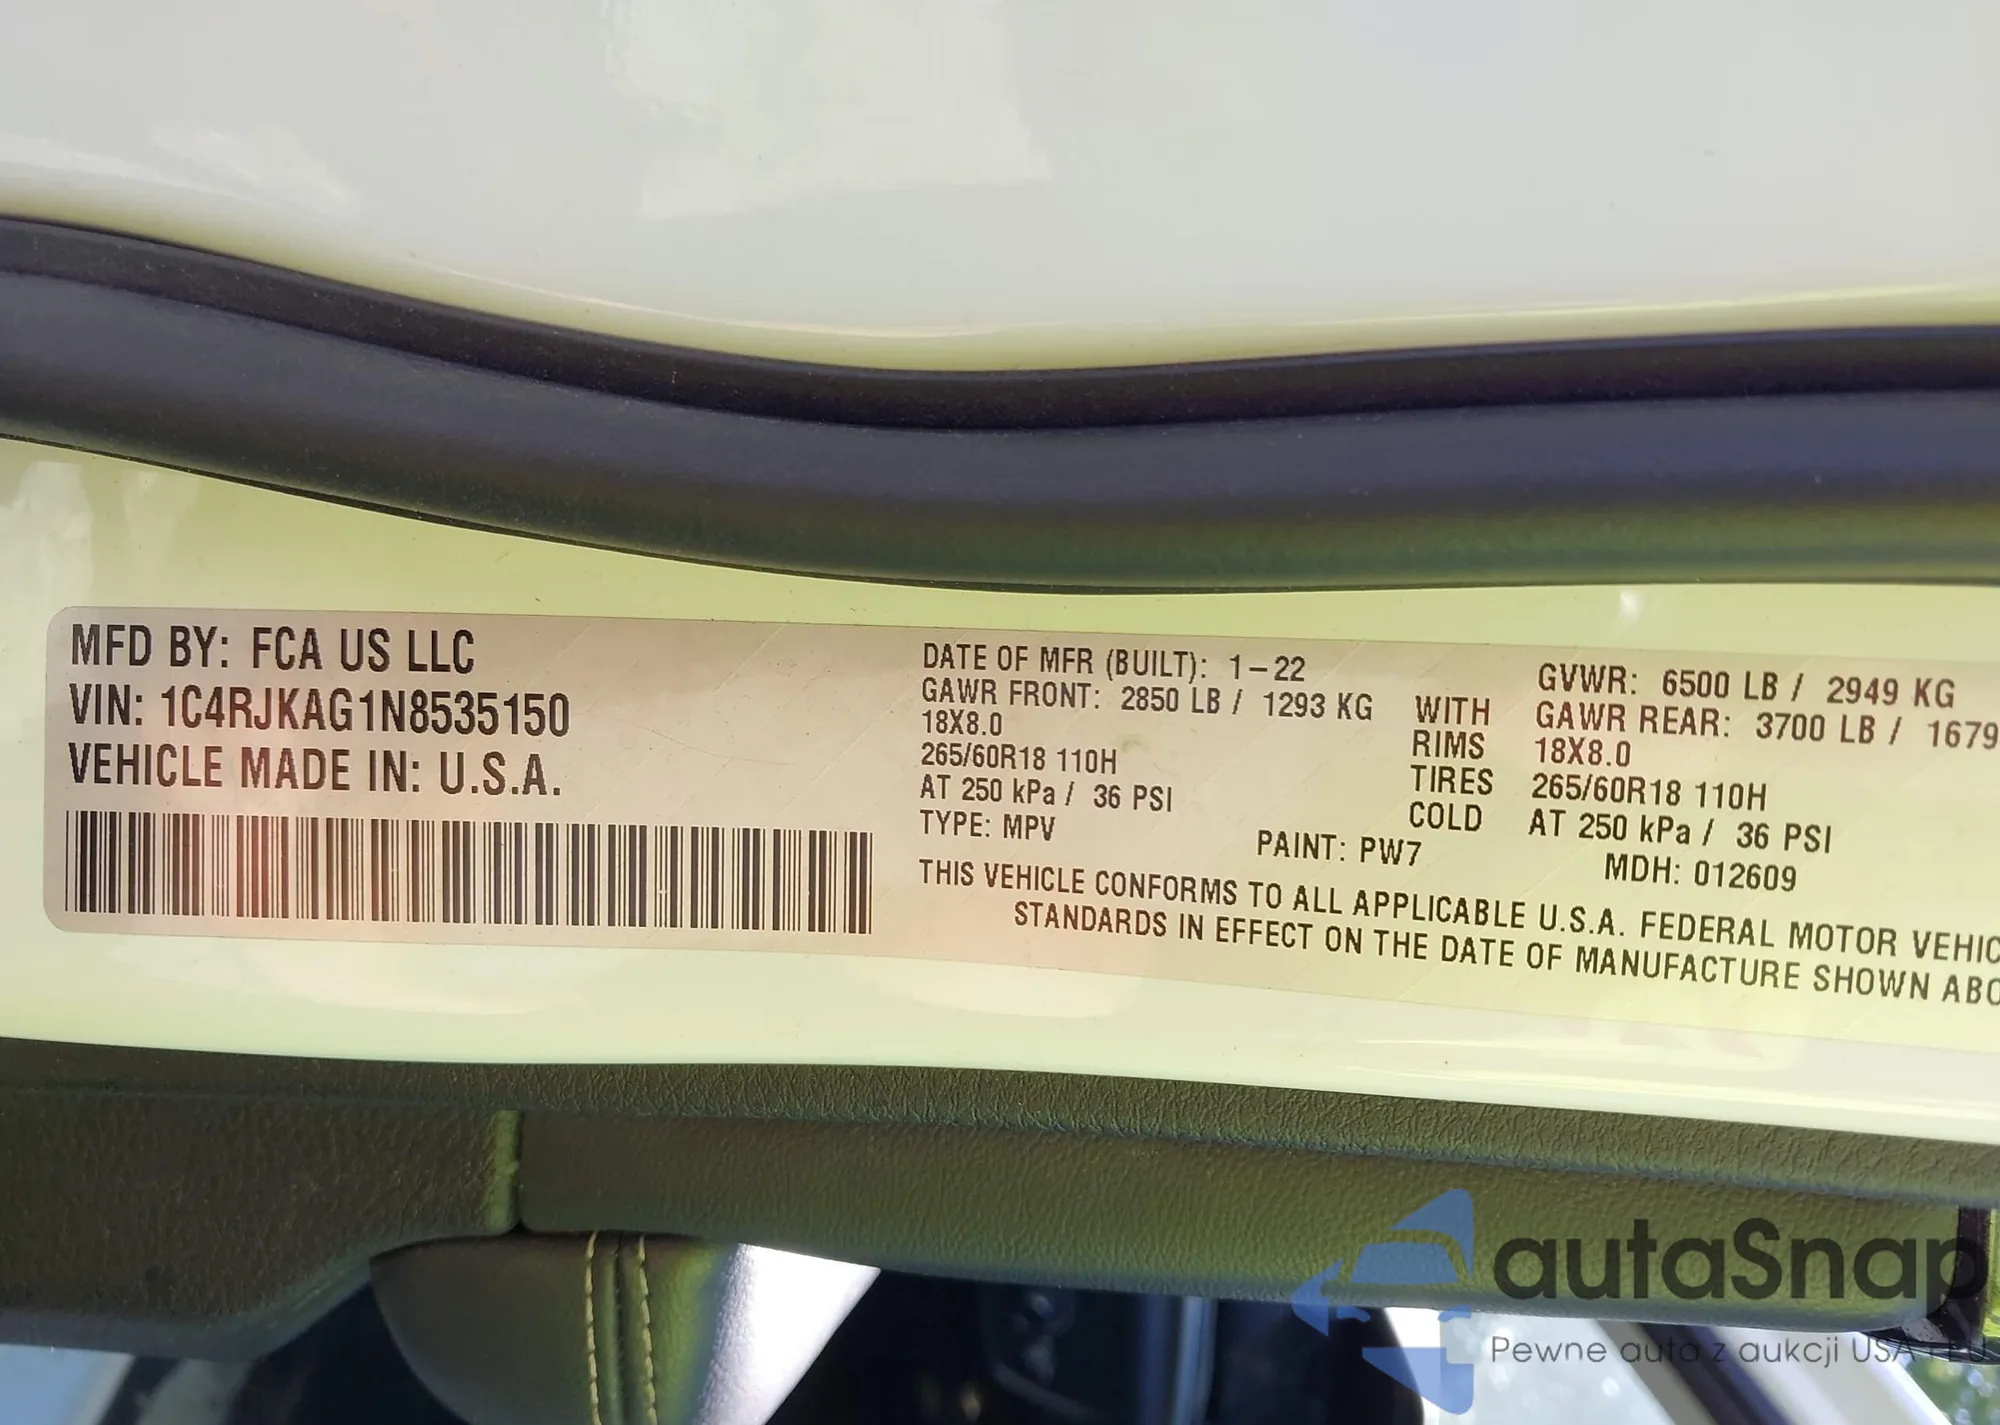 MFD BY: FCA US LLC
VIN: 1C4RJKAG1N8535150
VEHICLE MADE IN: U.S.A.
DATE OF MFR (BUILT): 1-22
GVWR: 6500 LB / 2949 KG
GAWR FRONT: 2850 LB / 1293 KG WITH GAWR REAR: 3700 LB / 1679
18X8.0 RIMS 18X8.0
265/60R18 110H TIRES 265/60R18 110H
AT 250 kPa / 36 PSI COLD AT 250 kPa / 36 PSI
TYPE: MPV PAINT: PW7 MDH: 012609
THIS VEHICLE CONFORMS TO ALL APPLICABLE U.S.A. FEDERAL MOTOR VEHIC
STANDARDS IN EFFECT ON THE DATE OF MANUFACTURE SHOWN ABO
autaSnap
Pewne auta z aukcji USA i EU